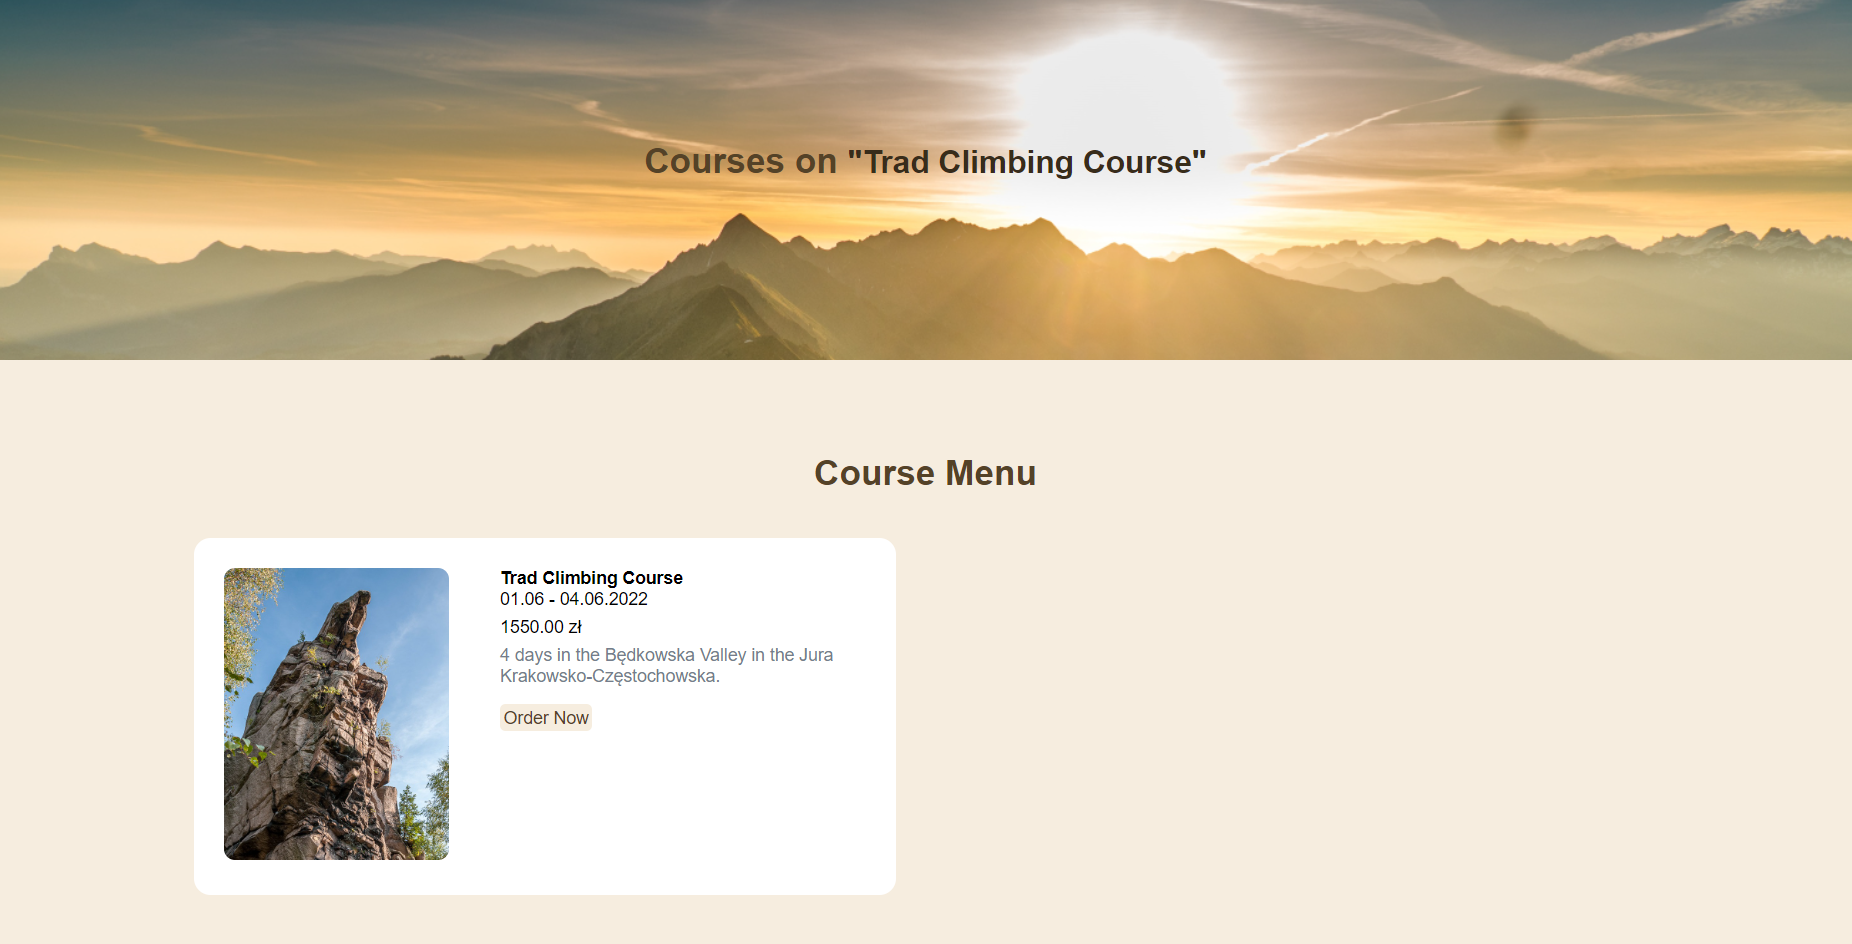 Courses on "Trad Climbing Course"
Course Menu
Trad Climbing Course
01.06 - 04.06.2022
1550.00 zł
4 days in the Będkowska Valley in the Jura
Krakowsko-Częstochowska.
Order Now